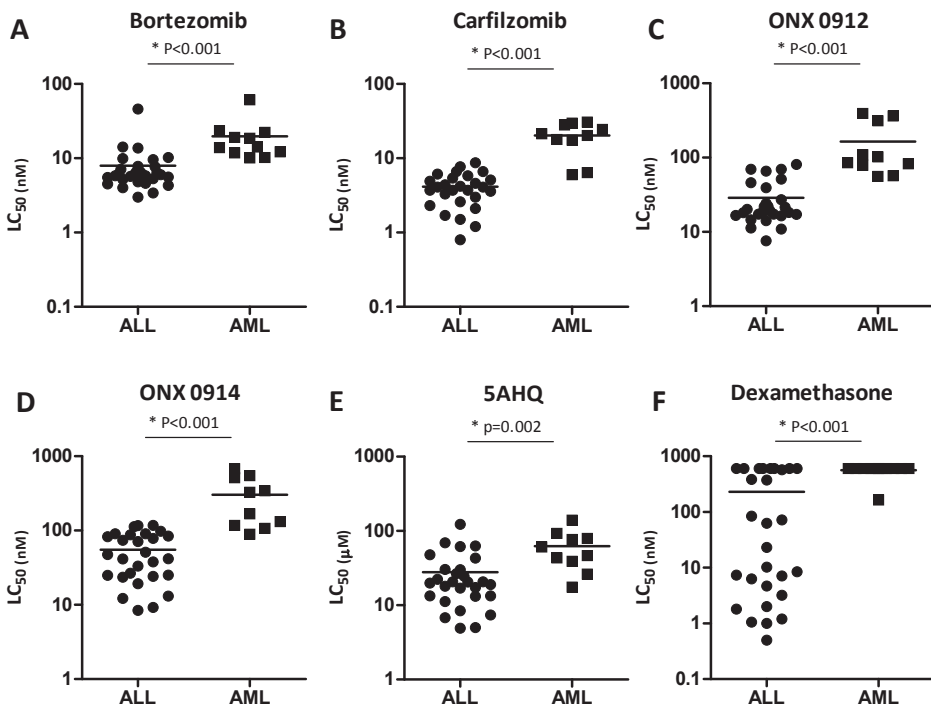 A
Bortezomib
* P<0.001
LC50 (nM)
100
10
1
0.1
ALL
AML
B
Carfilzomib
* P<0.001
LC50 (nM)
100
10
1
0.1
ALL
AML
C
ONX 0912
* P<0.001
LC50 (nM)
1000
100
10
1
ALL
AML
D
ONX 0914
* P<0.001
LC50 (nM)
1000
100
10
1
ALL
AML
E
5AHQ
* p=0.002
LC50 (μM)
1000
100
10
1
ALL
AML
F
Dexamethasone
* P<0.001
LC50 (nM)
1000
100
10
1
0.1
ALL
AML